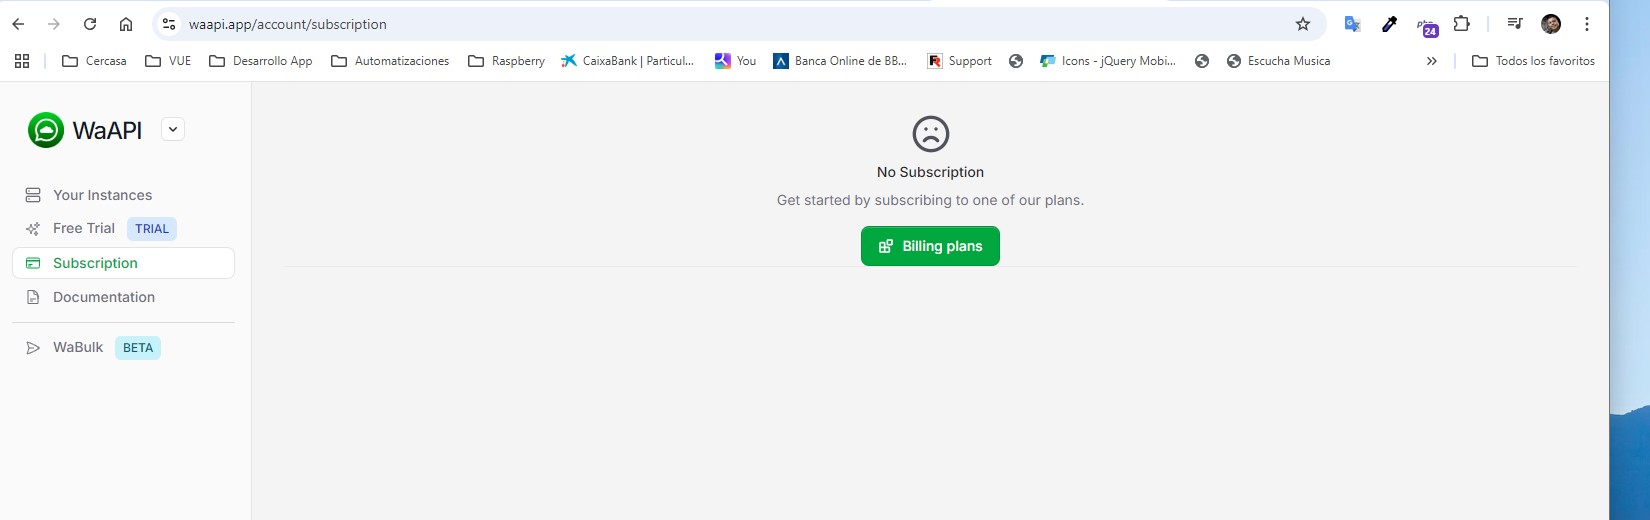 waapi.app/account/subscription
24
Cercasa
VUE
Desarrollo App
Automatizaciones
Raspberry
CaixaBank | Particul...
You
Banca Online de BB...
Support
Icons - jQuery Mobi...
Escucha Musica
Todos los favoritos
WaAPI
Your Instances
Free Trial TRIAL
Subscription
Documentation
WaBulk BETA
No Subscription
Get started by subscribing to one of our plans.
Billing plans